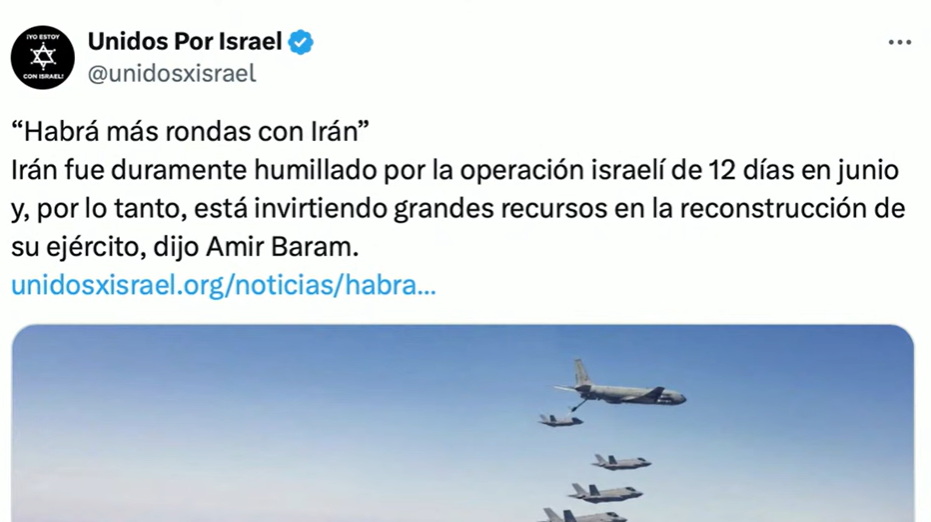 ¡YO ESTOY
CON ISRAEL!
Unidos Por Israel
@unidosxisrael
“Habrá más rondas con Irán”
Irán fue duramente humillado por la operación israelí de 12 días en junio
y, por lo tanto, está invirtiendo grandes recursos en la reconstrucción de
su ejército, dijo Amir Baram.
unidosxisrael.org/noticias/habra...